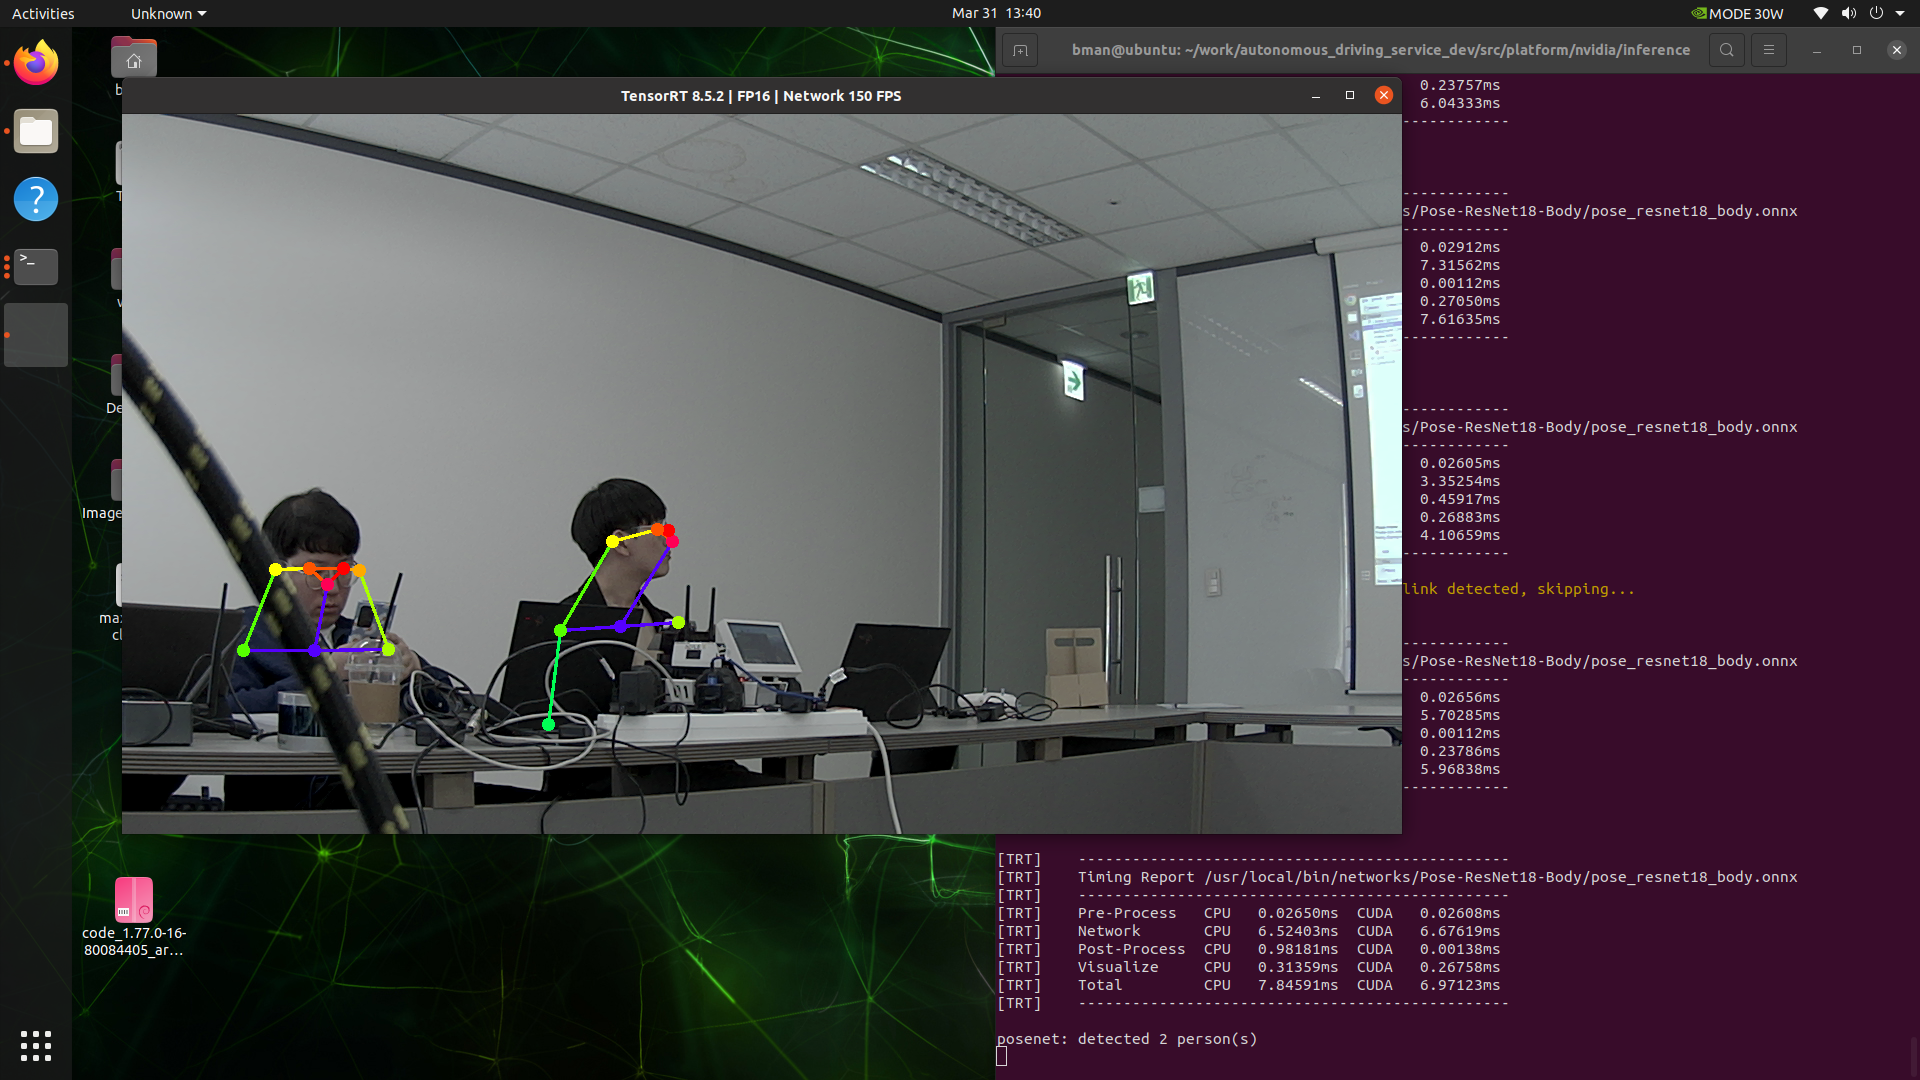 Activities
Unknown
Mar 31 13:40
MODE 30W
bman@ubuntu: ~/work/autonomous_driving_service_dev/src/platform/nvidia/inference
TensorRT 8.5.2 | FP16 | Network 150 FPS
b
T
w
De
Image
ma
cl
code_1.77.0-16-
80084405_ar...
0.23757ms
6.04333ms
------------
------------
s/Pose-ResNet18-Body/pose_resnet18_body.onnx
------------
0.02912ms
7.31562ms
0.00112ms
0.27050ms
7.61635ms
------------
------------
s/Pose-ResNet18-Body/pose_resnet18_body.onnx
------------
0.02605ms
3.35254ms
0.45917ms
0.26883ms
4.10659ms
------------
link detected, skipping...
------------
s/Pose-ResNet18-Body/pose_resnet18_body.onnx
------------
0.02656ms
5.70285ms
0.00112ms
0.23786ms
5.96838ms
------------
[TRT] ------------------------------------------------
[TRT] Timing Report /usr/local/bin/networks/Pose-ResNet18-Body/pose_resnet18_body.onnx
[TRT] ------------------------------------------------
[TRT] Pre-Process CPU 0.02650ms CUDA 0.02608ms
[TRT] Network CPU 6.52403ms CUDA 6.67619ms
[TRT] Post-Process CPU 0.98181ms CUDA 0.00138ms
[TRT] Visualize CPU 0.31359ms CUDA 0.26758ms
[TRT] Total CPU 7.84591ms CUDA 6.97123ms
[TRT] ------------------------------------------------
posenet: detected 2 person(s)